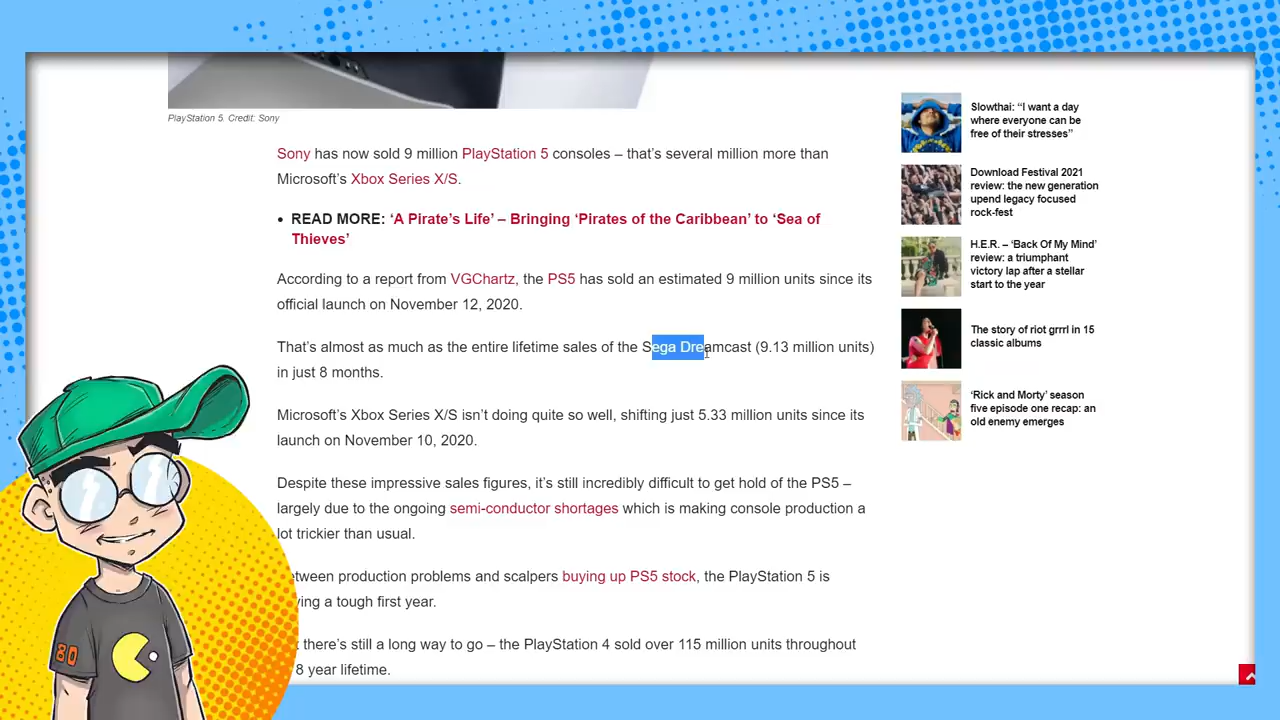 PlayStation 5. Credit: Sony
Sony has now sold 9 million PlayStation 5 consoles – that’s several million more than
Microsoft’s Xbox Series X/S.
• READ MORE: ‘A Pirate’s Life’ – Bringing ‘Pirates of the Caribbean’ to ‘Sea of
Thieves’
According to a report from VGChartz, the PS5 has sold an estimated 9 million units since its
official launch on November 12, 2020.
That’s almost as much as the entire lifetime sales of the Sega Dreamcast (9.13 million units)
in just 8 months.
Microsoft’s Xbox Series X/S isn’t doing quite so well, shifting just 5.33 million units since its
launch on November 10, 2020.
Despite these impressive sales figures, it’s still incredibly difficult to get hold of the PS5 –
largely due to the ongoing semi-conductor shortages which is making console production a
lot trickier than usual.
etween production problems and scalpers buying up PS5 stock, the PlayStation 5 is
ing a tough first year.
there’s still a long way to go – the PlayStation 4 sold over 115 million units throughout
8 year lifetime.
Slowthai: “I want a day
where everyone can be
free of their stresses”
Download Festival 2021
review: the new generation
upend legacy focused
rock-fest
H.E.R. – ‘Back Of My Mind’
review: a triumphant
victory lap after a stellar
start to the year
The story of riot grrrl in 15
classic albums
‘Rick and Morty’ season
five episode one recap: an
old enemy emerges
80